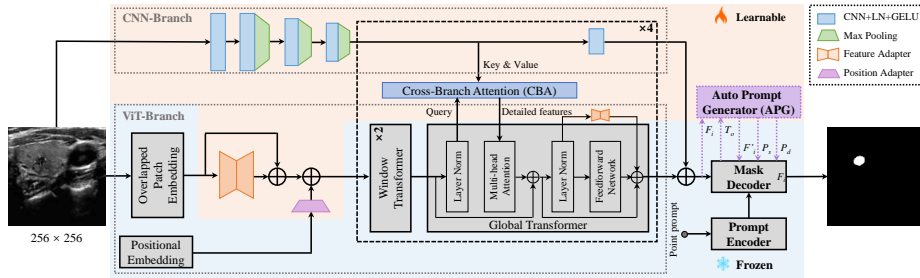 CNN-Branch
Learnable
×4
Key & Value
Cross-Branch Attention (CBA)
Query
Detailed features
ViT-Branch
Overlapped
Patch
Embedding
×2
Window
Transformer
Layer Norm
Multi-head
Attention
Layer Norm
Feedforward
Network
Global Transformer
Positional
Embedding
256 × 256
Auto Prompt
Generator (APG)
F_i
T_o
F'_i
P_s
P_d
Mask
Decoder
Point prompt
Prompt
Encoder
Frozen
CNN+LN+GELU
Max Pooling
Feature Adapter
Position Adapter